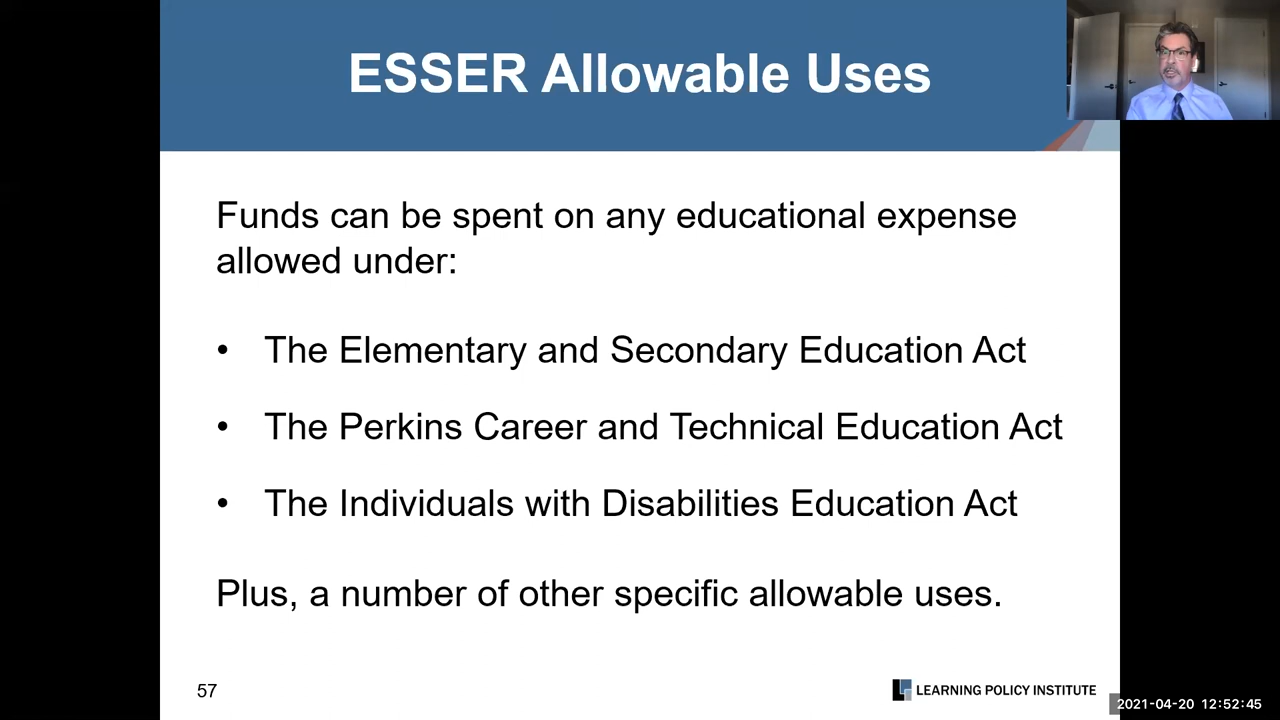 ESSER Allowable Uses
Funds can be spent on any educational expense
allowed under:
• The Elementary and Secondary Education Act
• The Perkins Career and Technical Education Act
• The Individuals with Disabilities Education Act
Plus, a number of other specific allowable uses.
57
LEARNING POLICY INSTITUTE
2021-04-20 12:52:45